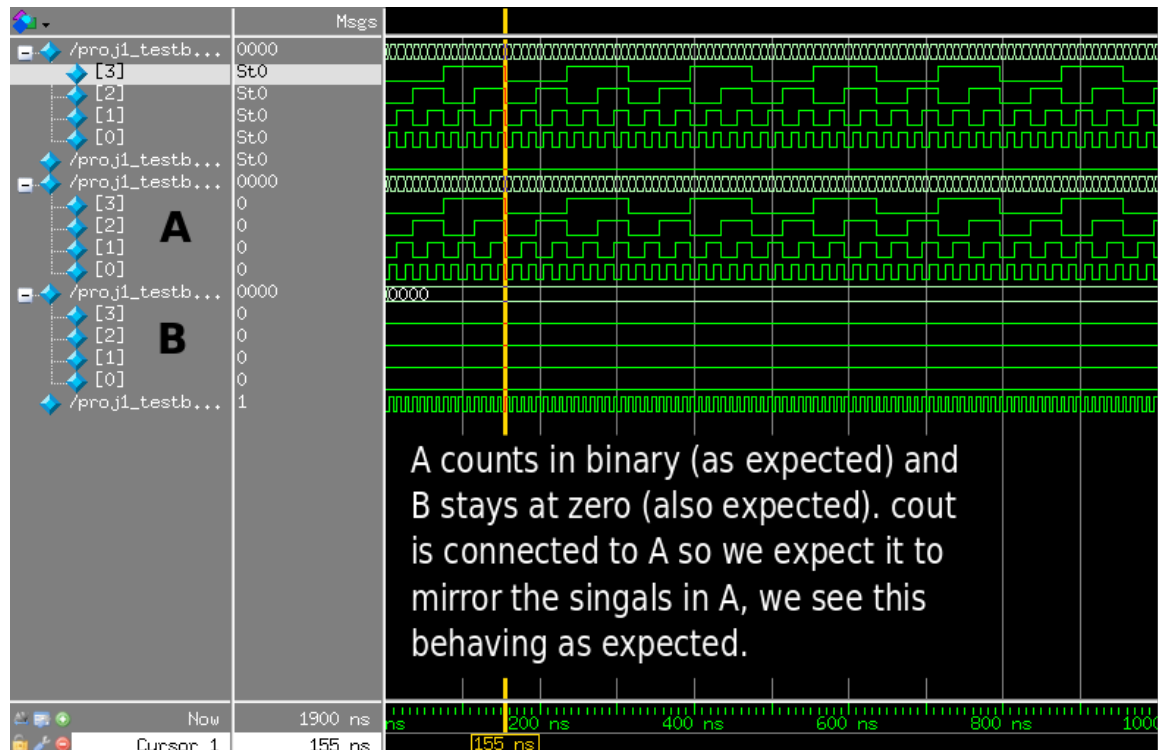 Msgs
/proj1_testb... 0000
[3] St0
[2] St0
[1] St0
[0] St0
/proj1_testb... St0
/proj1_testb... 0000
[3] 0
[2] 0
[1] 0
[0] 0
A
/proj1_testb... 0000 0000
[3] 0
[2] 0
[1] 0
[0] 0
B
/proj1_testb... 1
A counts in binary (as expected) and
B stays at zero (also expected). cout
is connected to A so we expect it to
mirror the singals in A, we see this
behaving as expected.
Now 1900 ns ns 200 ns 400 ns 600 ns 800 ns 1000
Cursor 1 155 ns 155 ns